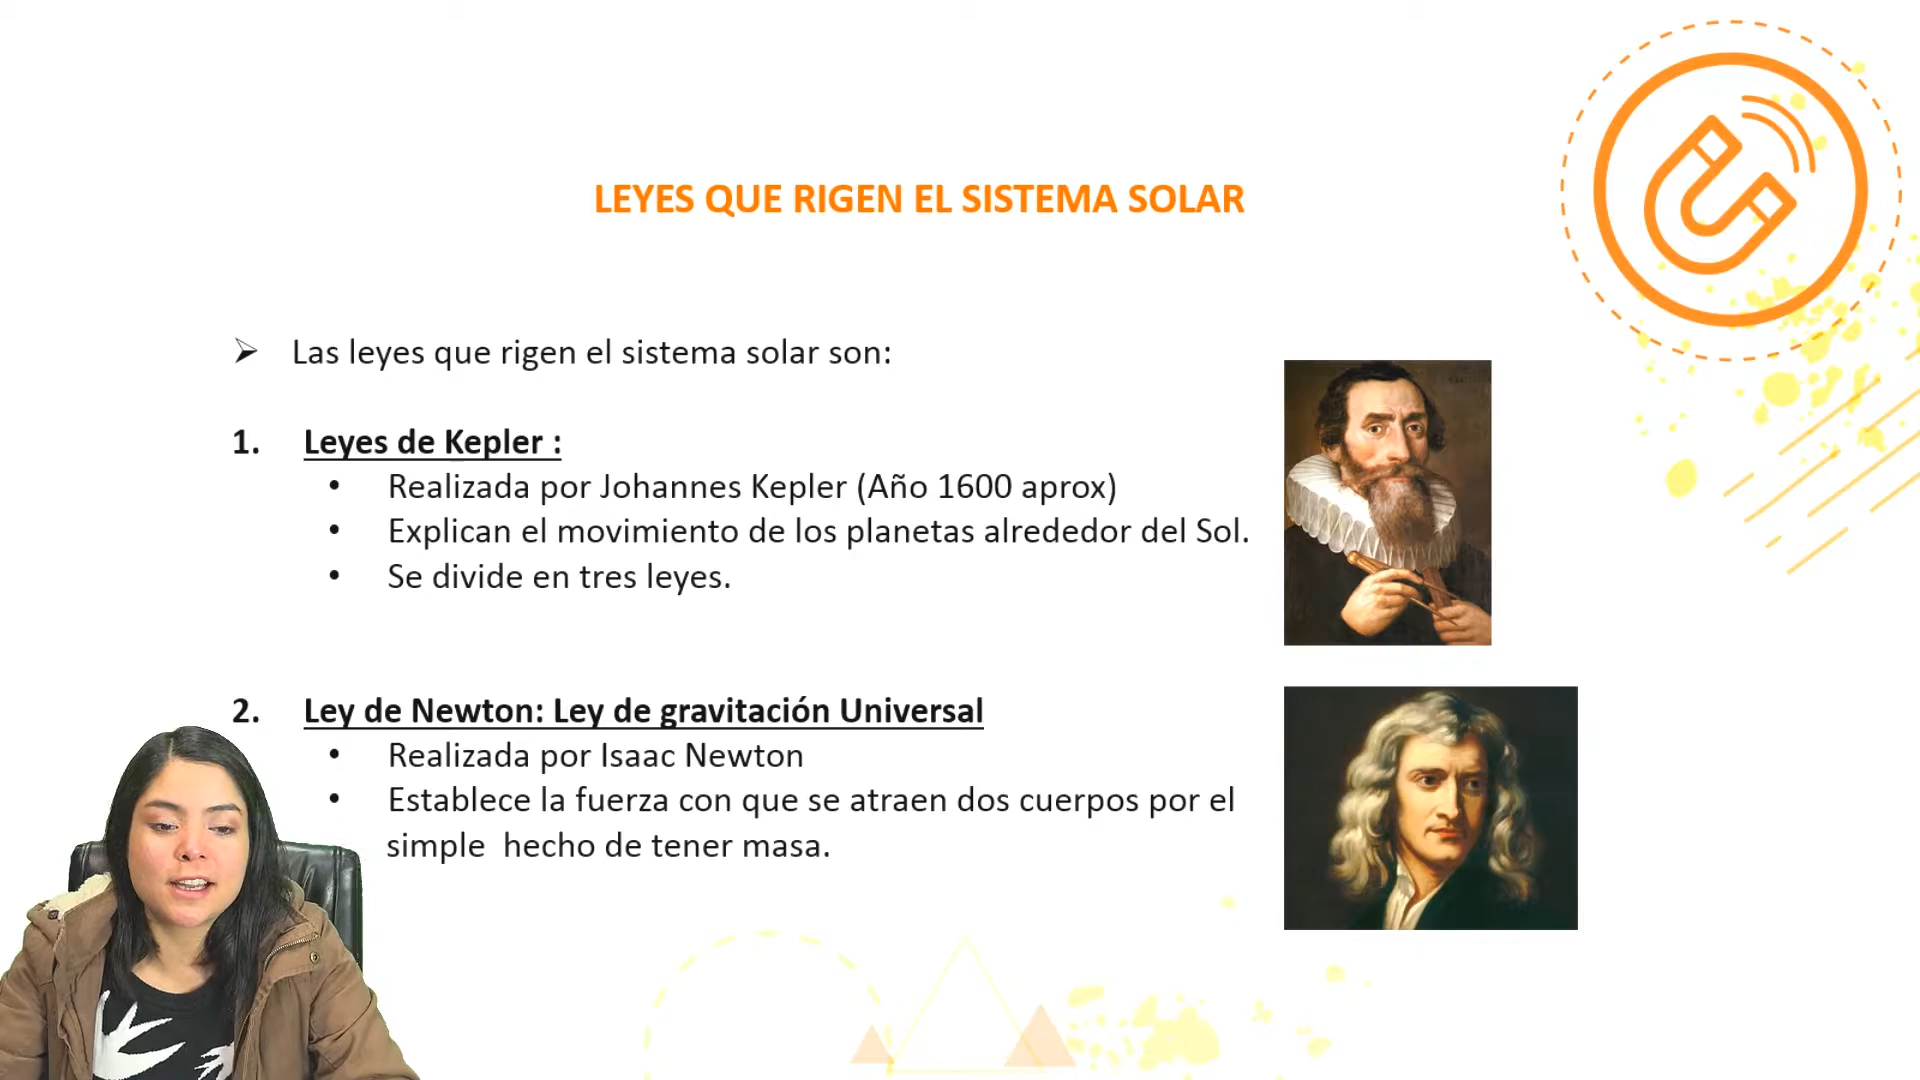 LEYES QUE RIGEN EL SISTEMA SOLAR
➢ Las leyes que rigen el sistema solar son:
1. Leyes de Kepler :
• Realizada por Johannes Kepler (Año 1600 aprox)
• Explican el movimiento de los planetas alrededor del Sol.
• Se divide en tres leyes.
2. Ley de Newton: Ley de gravitación Universal
• Realizada por Isaac Newton
• Establece la fuerza con que se atraen dos cuerpos por el
simple hecho de tener masa.